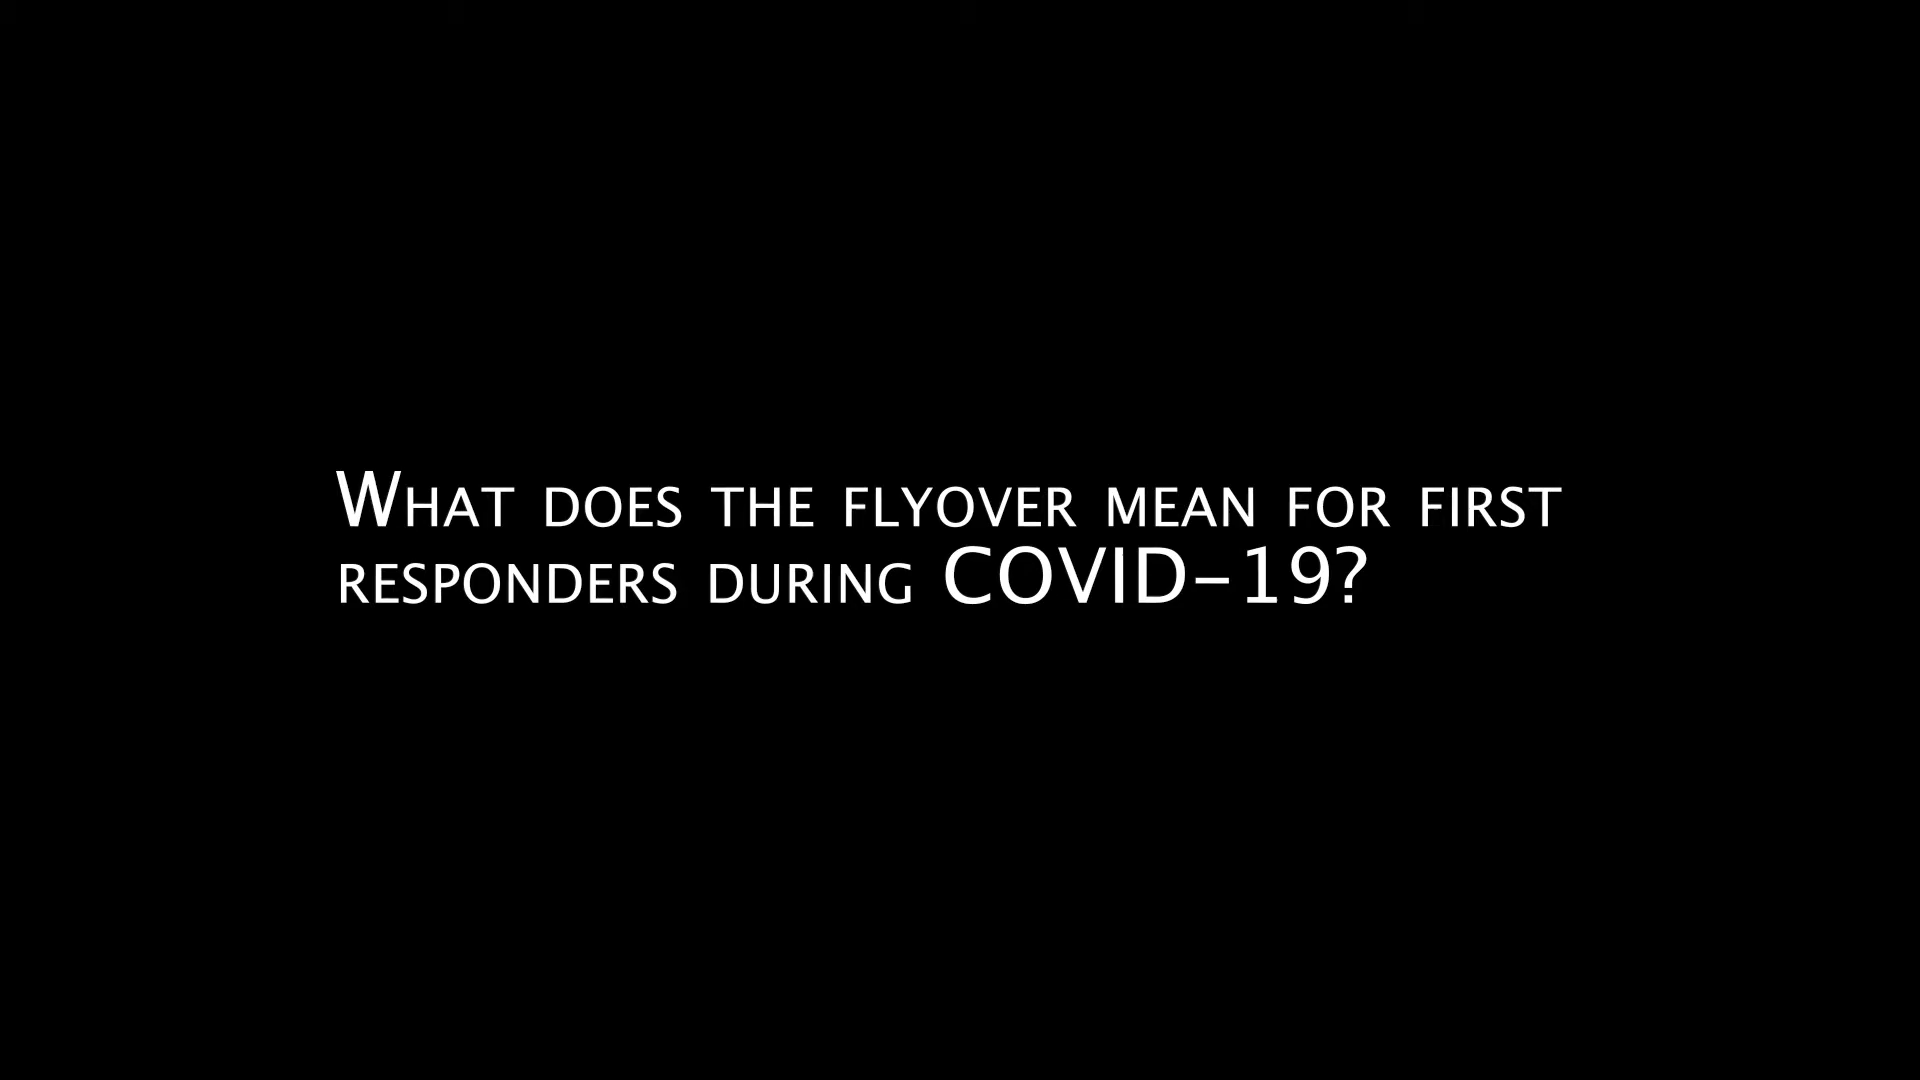 What does the flyover mean for first
responders during COVID-19?